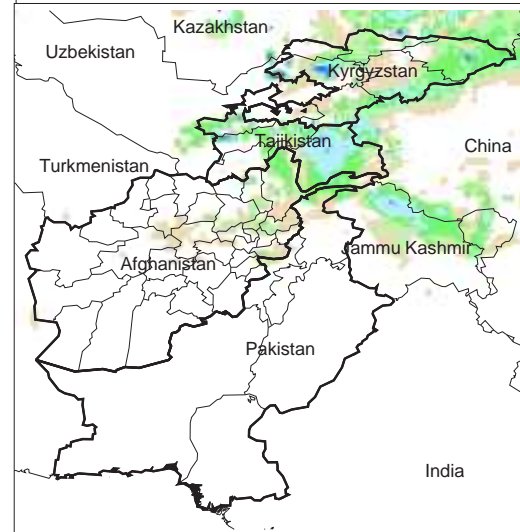 Kazakhstan
Uzbekistan
Kyrgyzstan
Tajikistan
China
Turkmenistan
Jammu Kashmir
Afghanistan
Pakistan
India